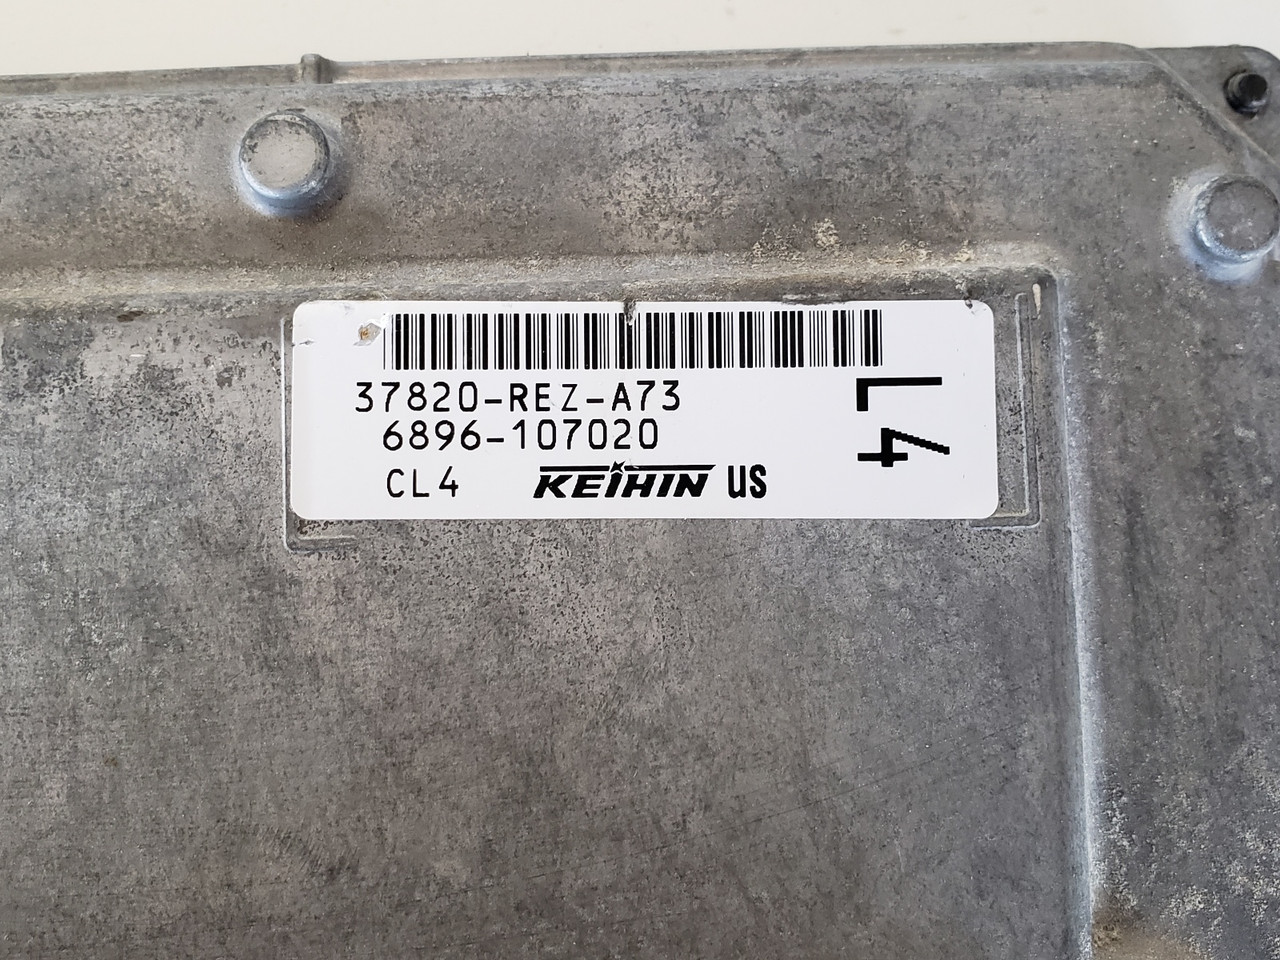 37820-REZ-A73
6896-107020
CL4 KEIHIN US
L4